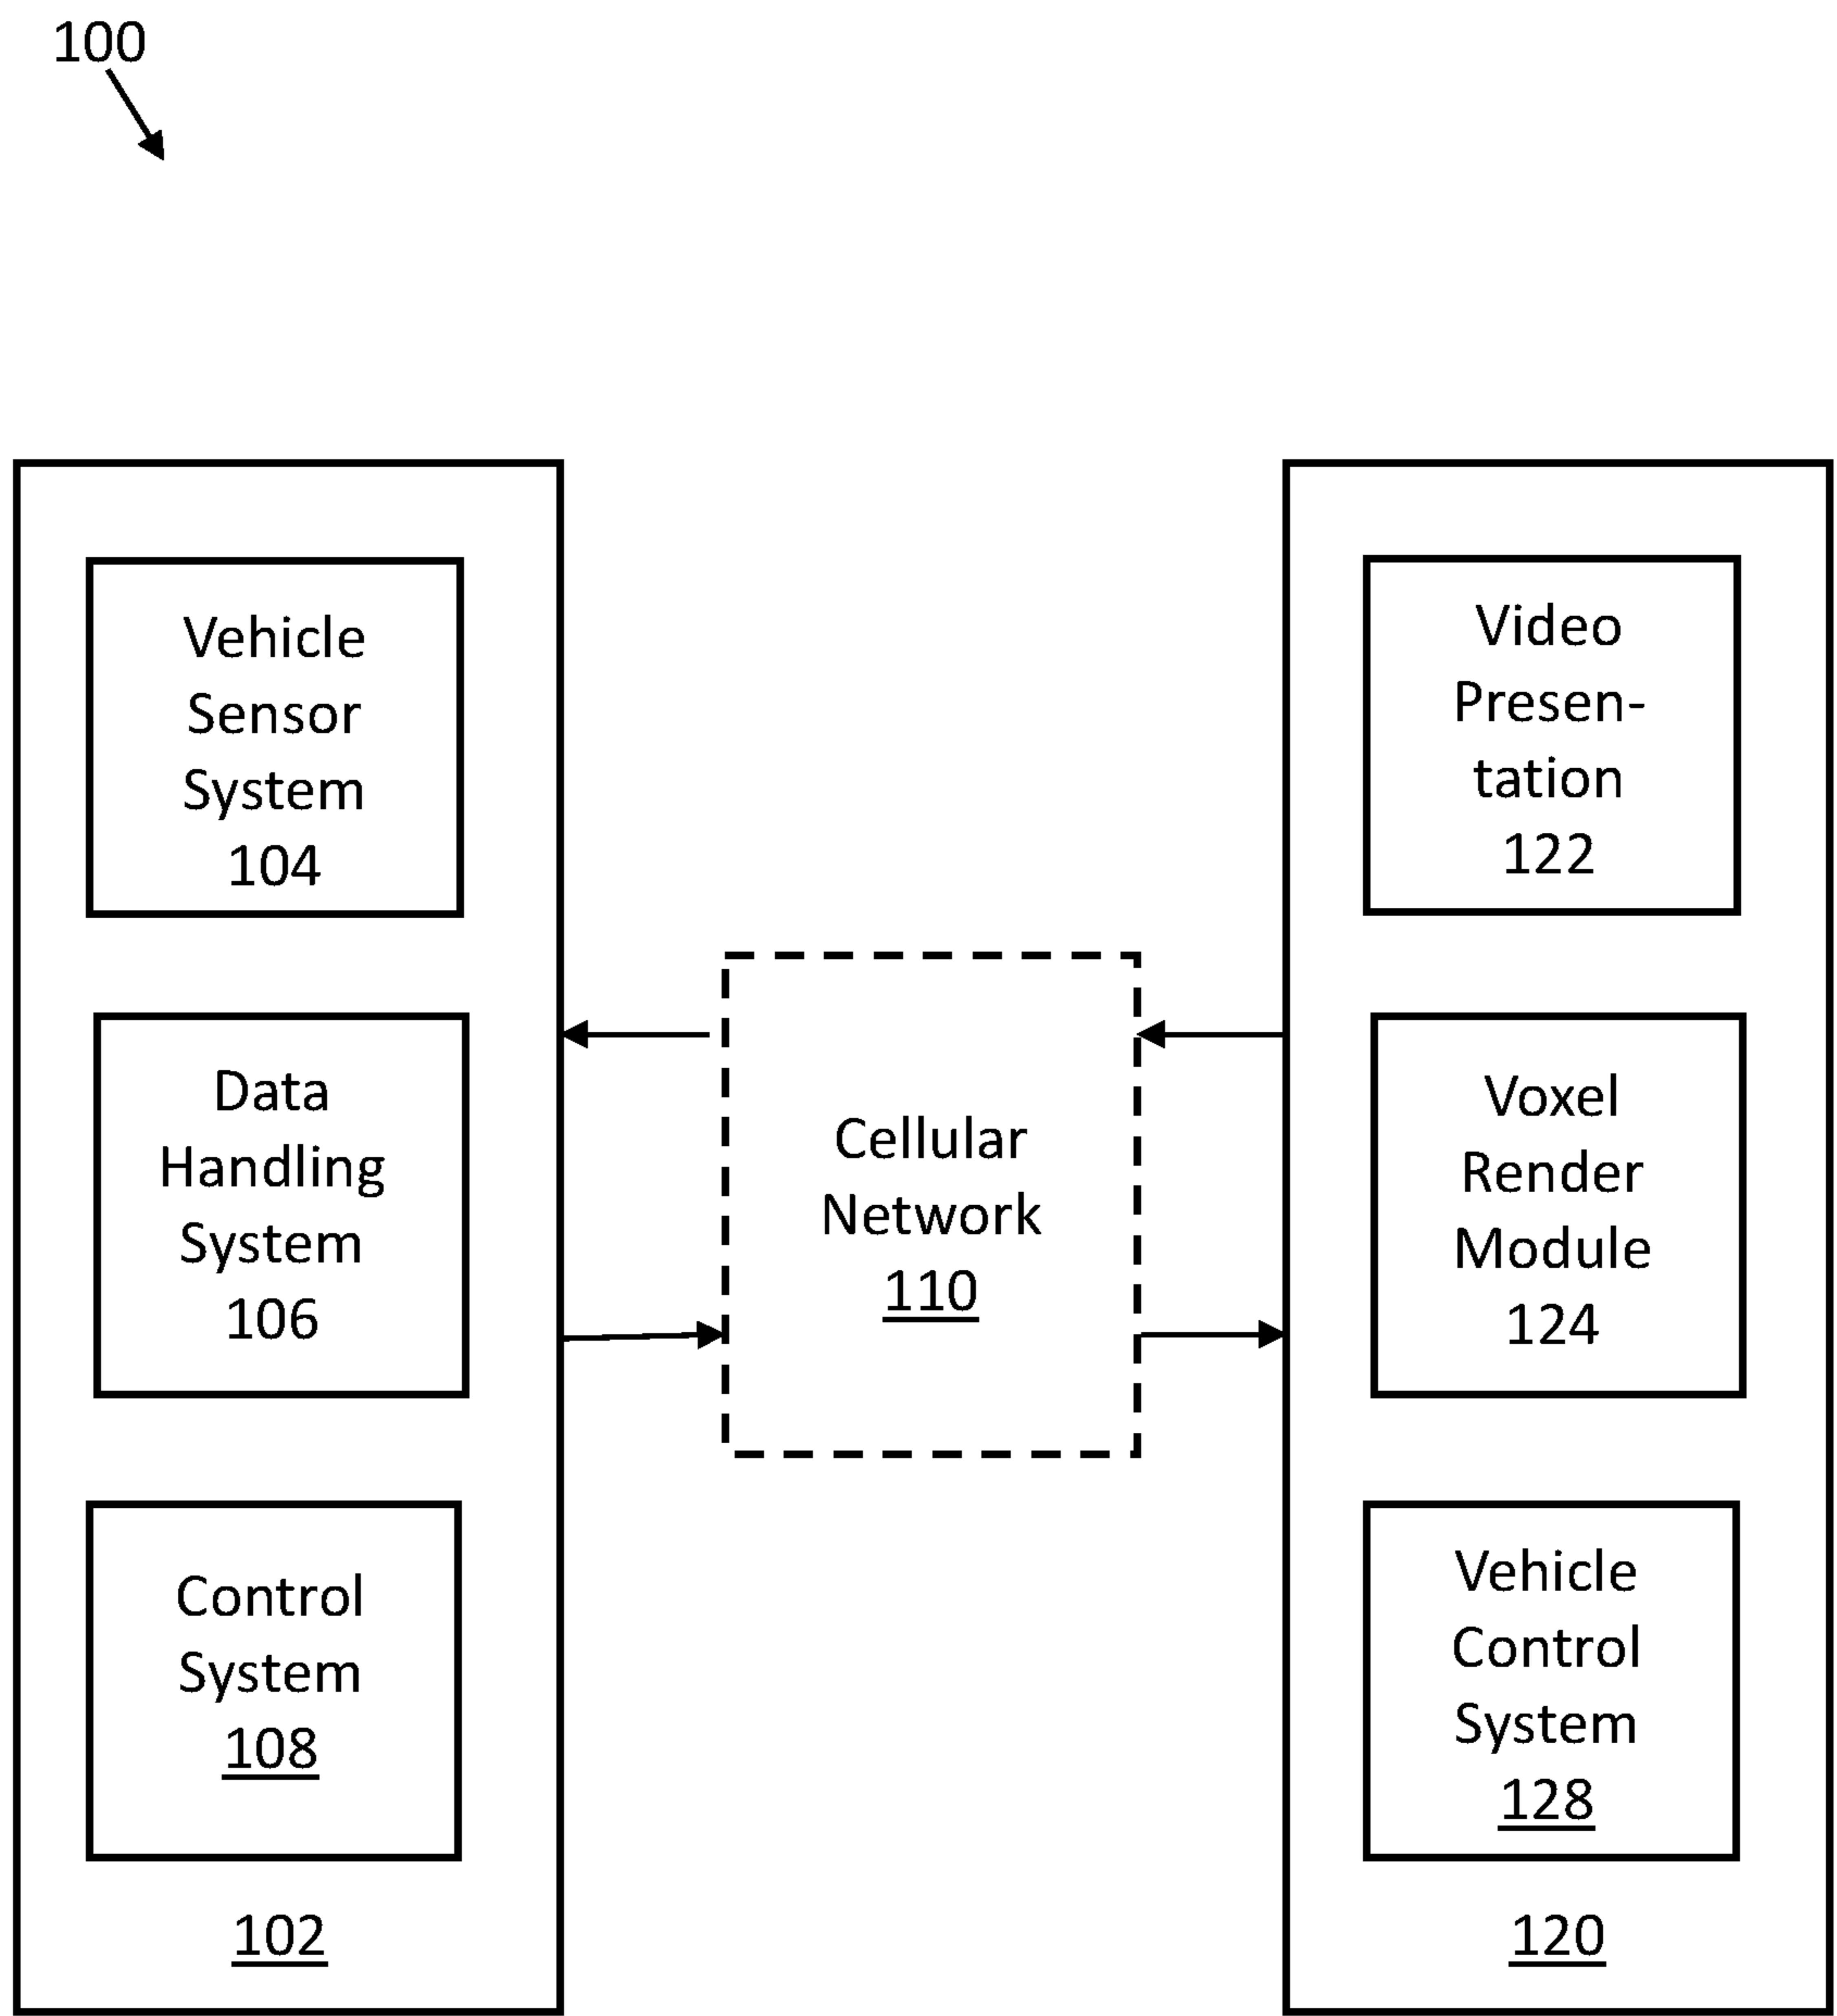 100
Vehicle
Sensor
System
104
Data
Handling
System
106
Control
System
108
102
Cellular
Network
110
Video
Presen-
tation
122
Voxel
Render
Module
124
Vehicle
Control
System
128
120